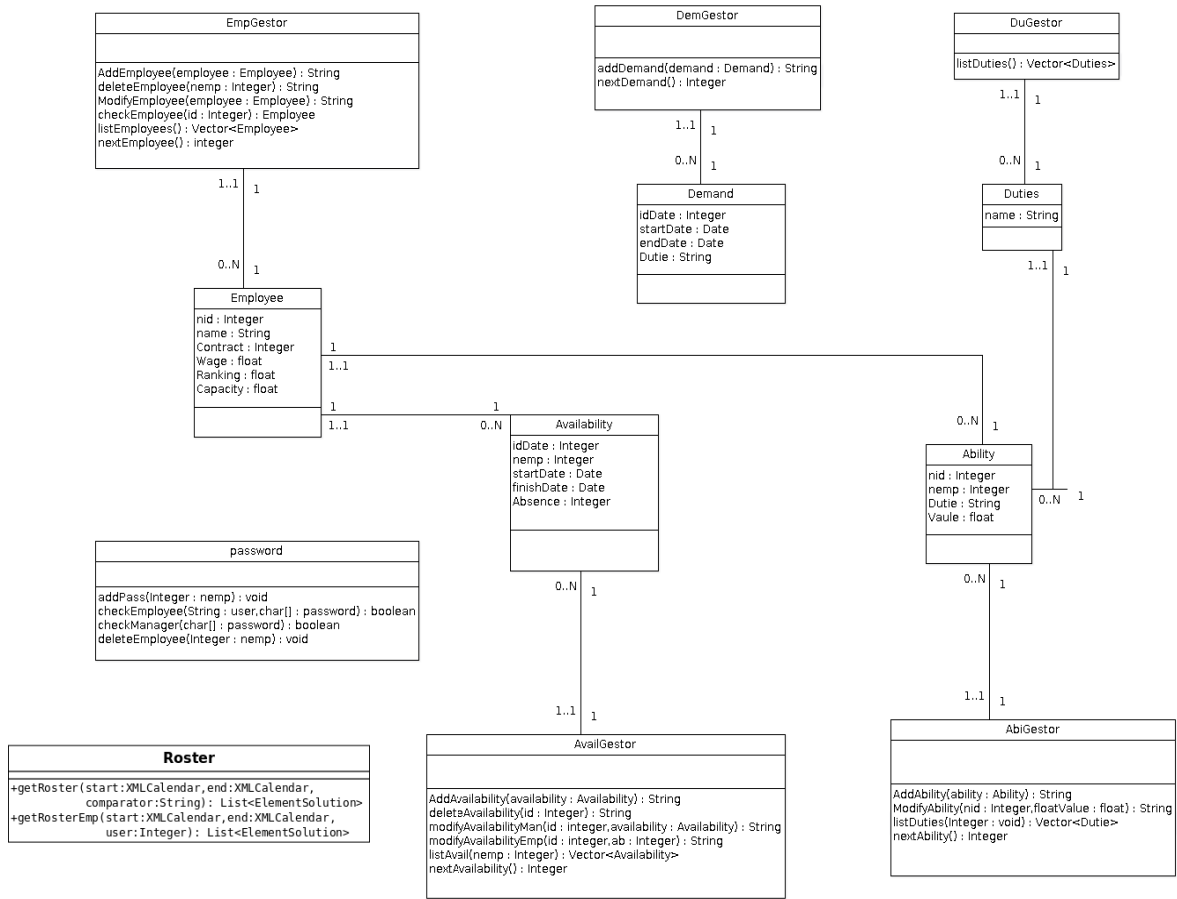 EmpGestor
AddEmployee(employee : Employee) : String
deleteEmployee(nemp : Integer) : String
ModifyEmployee(employee : Employee) : String
checkEmployee(id : Integer) : Employee
listEmployees() : Vector<Employee>
nextEmployee() : integer
DemGestor
addDemand(demand : Demand) : String
nextDemand() : Integer
DuGestor
listDuties() : Vector<Duties>
1..1
1
0..N
1
1..1
1
0..N
1
1..1
1
0..N
1
Demand
idDate : Integer
startDate : Date
endDate : Date
Dutie : String
Duties
name : String
1..1
1
Employee
nid : Integer
name : String
Contract : Integer
Wage : float
Ranking : float
Capacity : float
1
1..1
0..N
1
1
1..1
1
0..N
Availability
idDate : Integer
nemp : Integer
startDate : Date
finishDate : Date
Absence : Integer
Ability
nid : Integer
nemp : Integer
Dutie : String
Vaule : float
0..N
1
password
addPass(Integer : nemp) : void
checkEmployee(String : user,char[] : password) : boolean
checkManager(char[] : password) : boolean
deleteEmployee(Integer : nemp) : void
0..N
1
1..1
1
0..N
1
1..1
1
Roster
+getRoster(start:XMLCalendar,end:XMLCalendar,
comparator:String): List<ElementSolution>
+getRosterEmp(start:XMLCalendar,end:XMLCalendar,
user:Integer): List<ElementSolution>
AvailGestor
AddAvailability(availability : Availability) : String
deleteAvailability(id : Integer) : String
modifyAvailabilityMan(id : integer,availability : Availability) : String
modifyAvailabilityEmp(id : integer,ab : Integer) : String
listAvail(nemp : Integer) : Vector<Availability>
nextAvailability() : Integer
AbiGestor
AddAbility(ability : Ability) : String
ModifyAbility(nid : Integer,floatValue : float) : String
listDuties(Integer : void) : Vector<Dutie>
nextAbility() : Integer